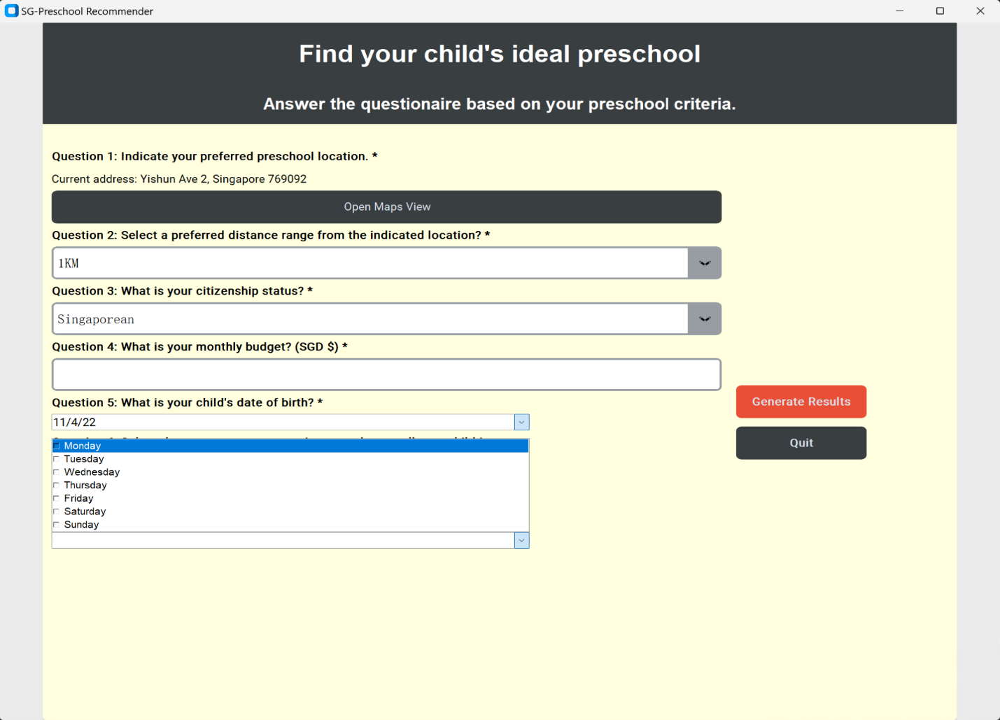 SG-Preschool Recommender
Find your child's ideal preschool
Answer the questionaire based on your preschool criteria.
Question 1: Indicate your preferred preschool location. *
Current address: Yishun Ave 2, Singapore 769092
Open Maps View
Question 2: Select a preferred distance range from the indicated location? *
1KM
Question 3: What is your citizenship status? *
Singaporean
Question 4: What is your monthly budget? (SGD $) *
Question 5: What is your child's date of birth? *
11/4/22
Monday
Tuesday
Wednesday
Thursday
Friday
Saturday
Sunday
Generate Results
Quit